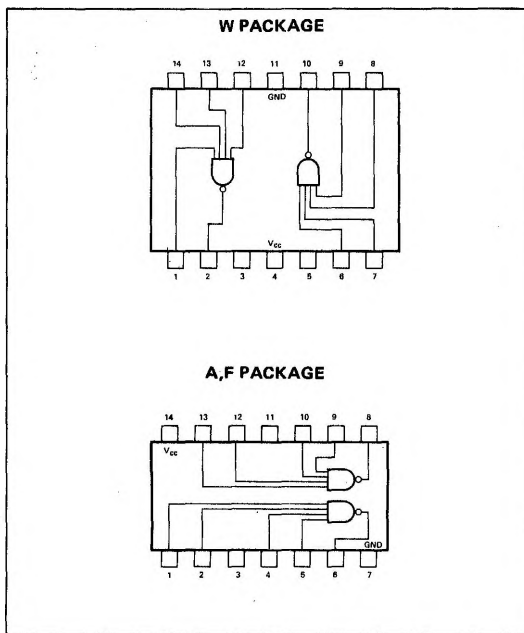 W PACKAGE
14 13 12 11 10 9 8
GND
VCC
1 2 3 4 5 6 7
A,F PACKAGE
14 13 12 11 10 9 8
VCC
GND
1 2 3 4 5 6 7